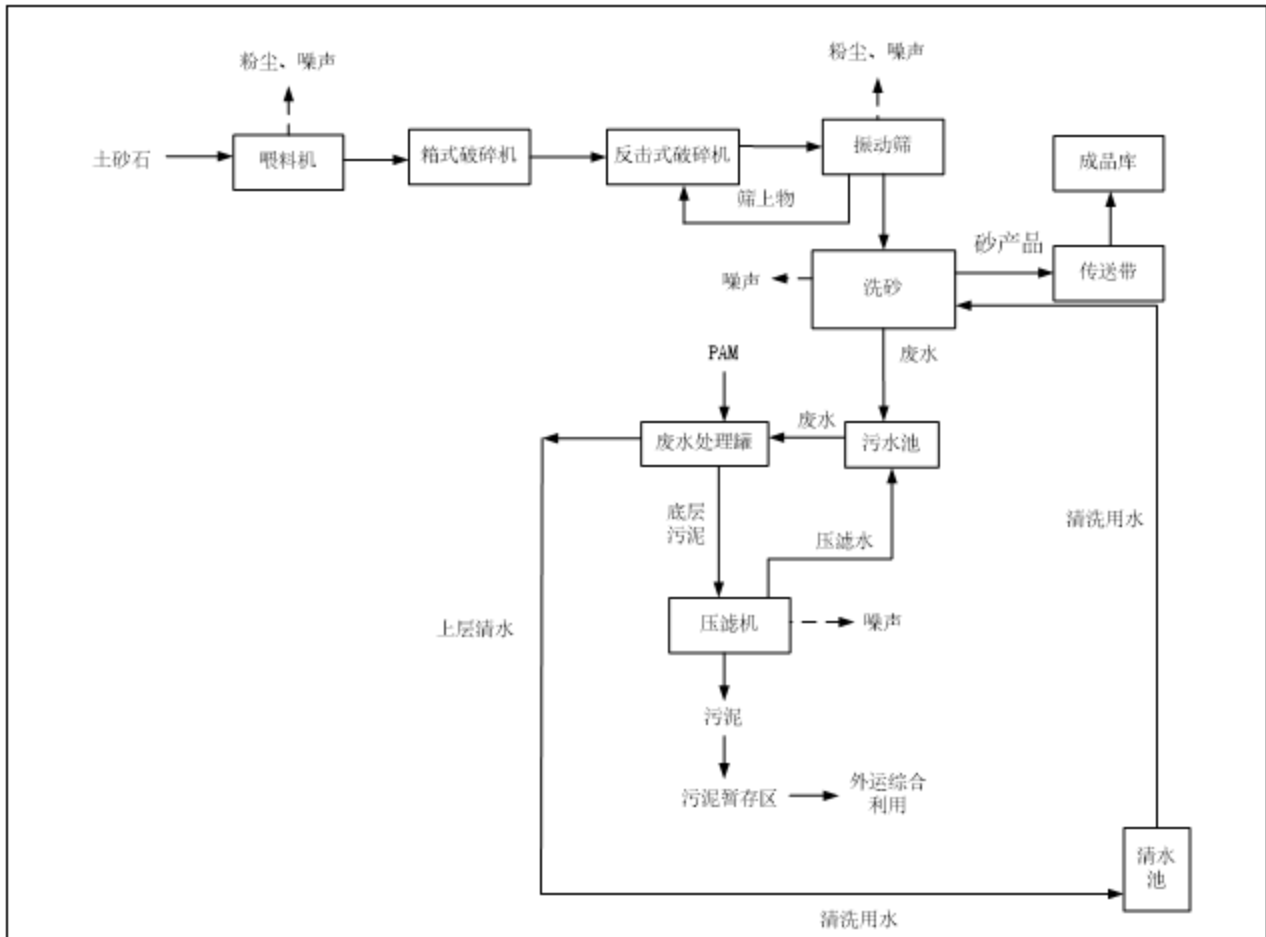 粉尘、噪声
粉尘、噪声
土砂石
喂料机
箱式破碎机
反击式破碎机
振动筛
成品库
筛上物
砂产品
噪声
洗砂
传送带
PAM
废水
废水处理罐
废水
污水池
底层
污泥
压滤水
清洗用水
上层清水
压滤机
噪声
污泥
污泥暂存区
外运综合
利用
清水
池
清洗用水